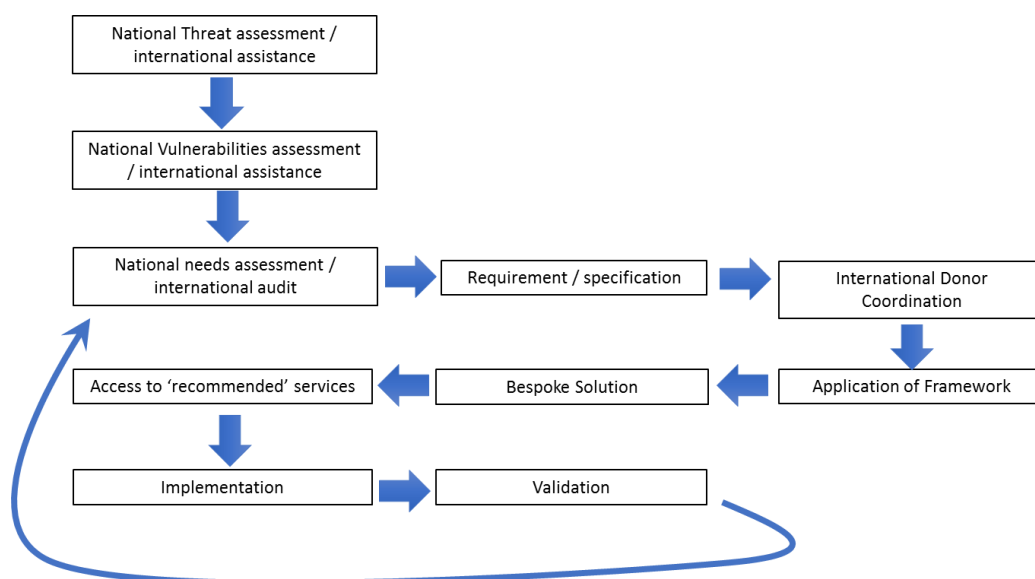 National Threat assessment /
international assistance
National Vulnerabilities assessment
/ international assistance
National needs assessment /
international audit
Requirement / specification
International Donor
Coordination
Access to ‘recommended’ services
Bespoke Solution
Application of Framework
Implementation
Validation